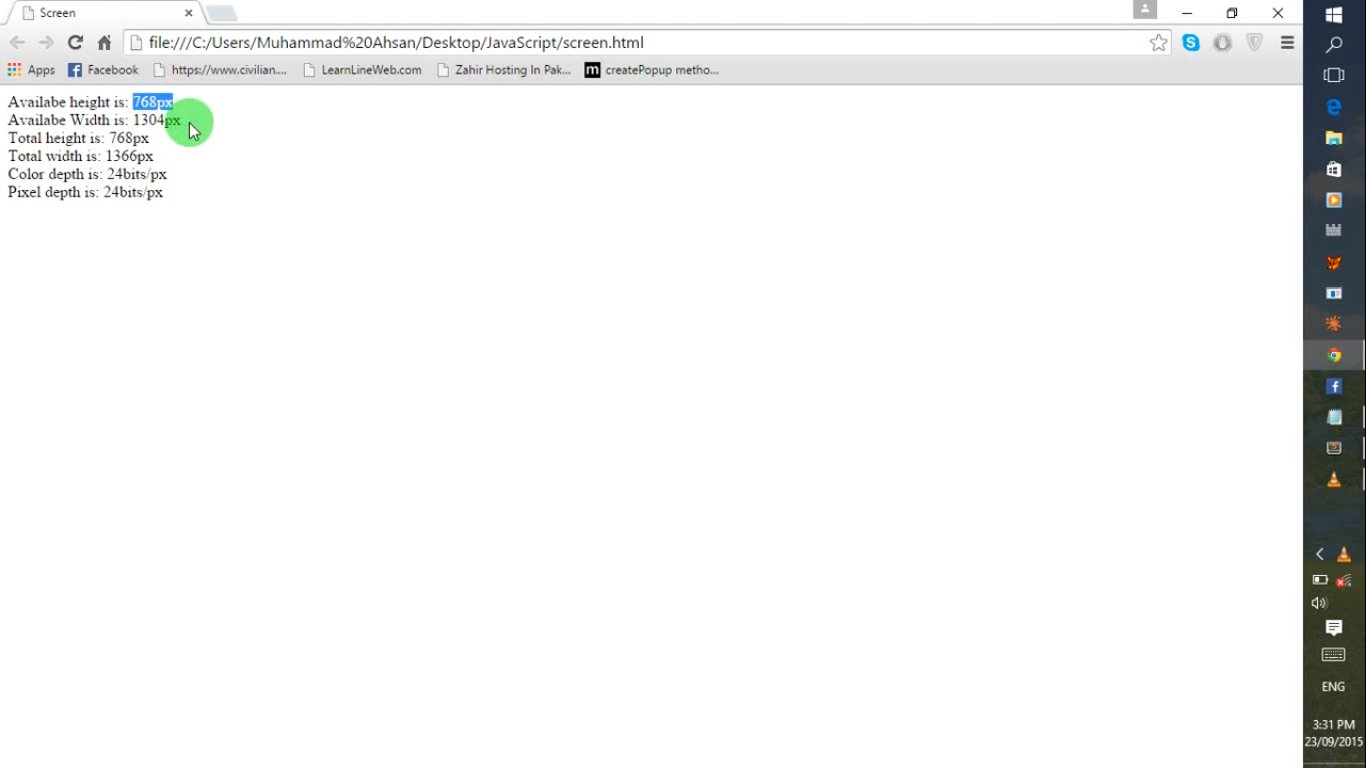 Screen
file:///C:/Users/Muhammad%20Ahsan/Desktop/JavaScript/screen.html
Apps Facebook https://www.civilian.... LearnLineWeb.com Zahir Hosting In Pak... m createPopup metho...
Availabe height is: 768px
Availabe Width is: 1304px
Total height is: 768px
Total width is: 1366px
Color depth is: 24bits/px
Pixel depth is: 24bits/px
ENG
3:31 PM
23/09/2015